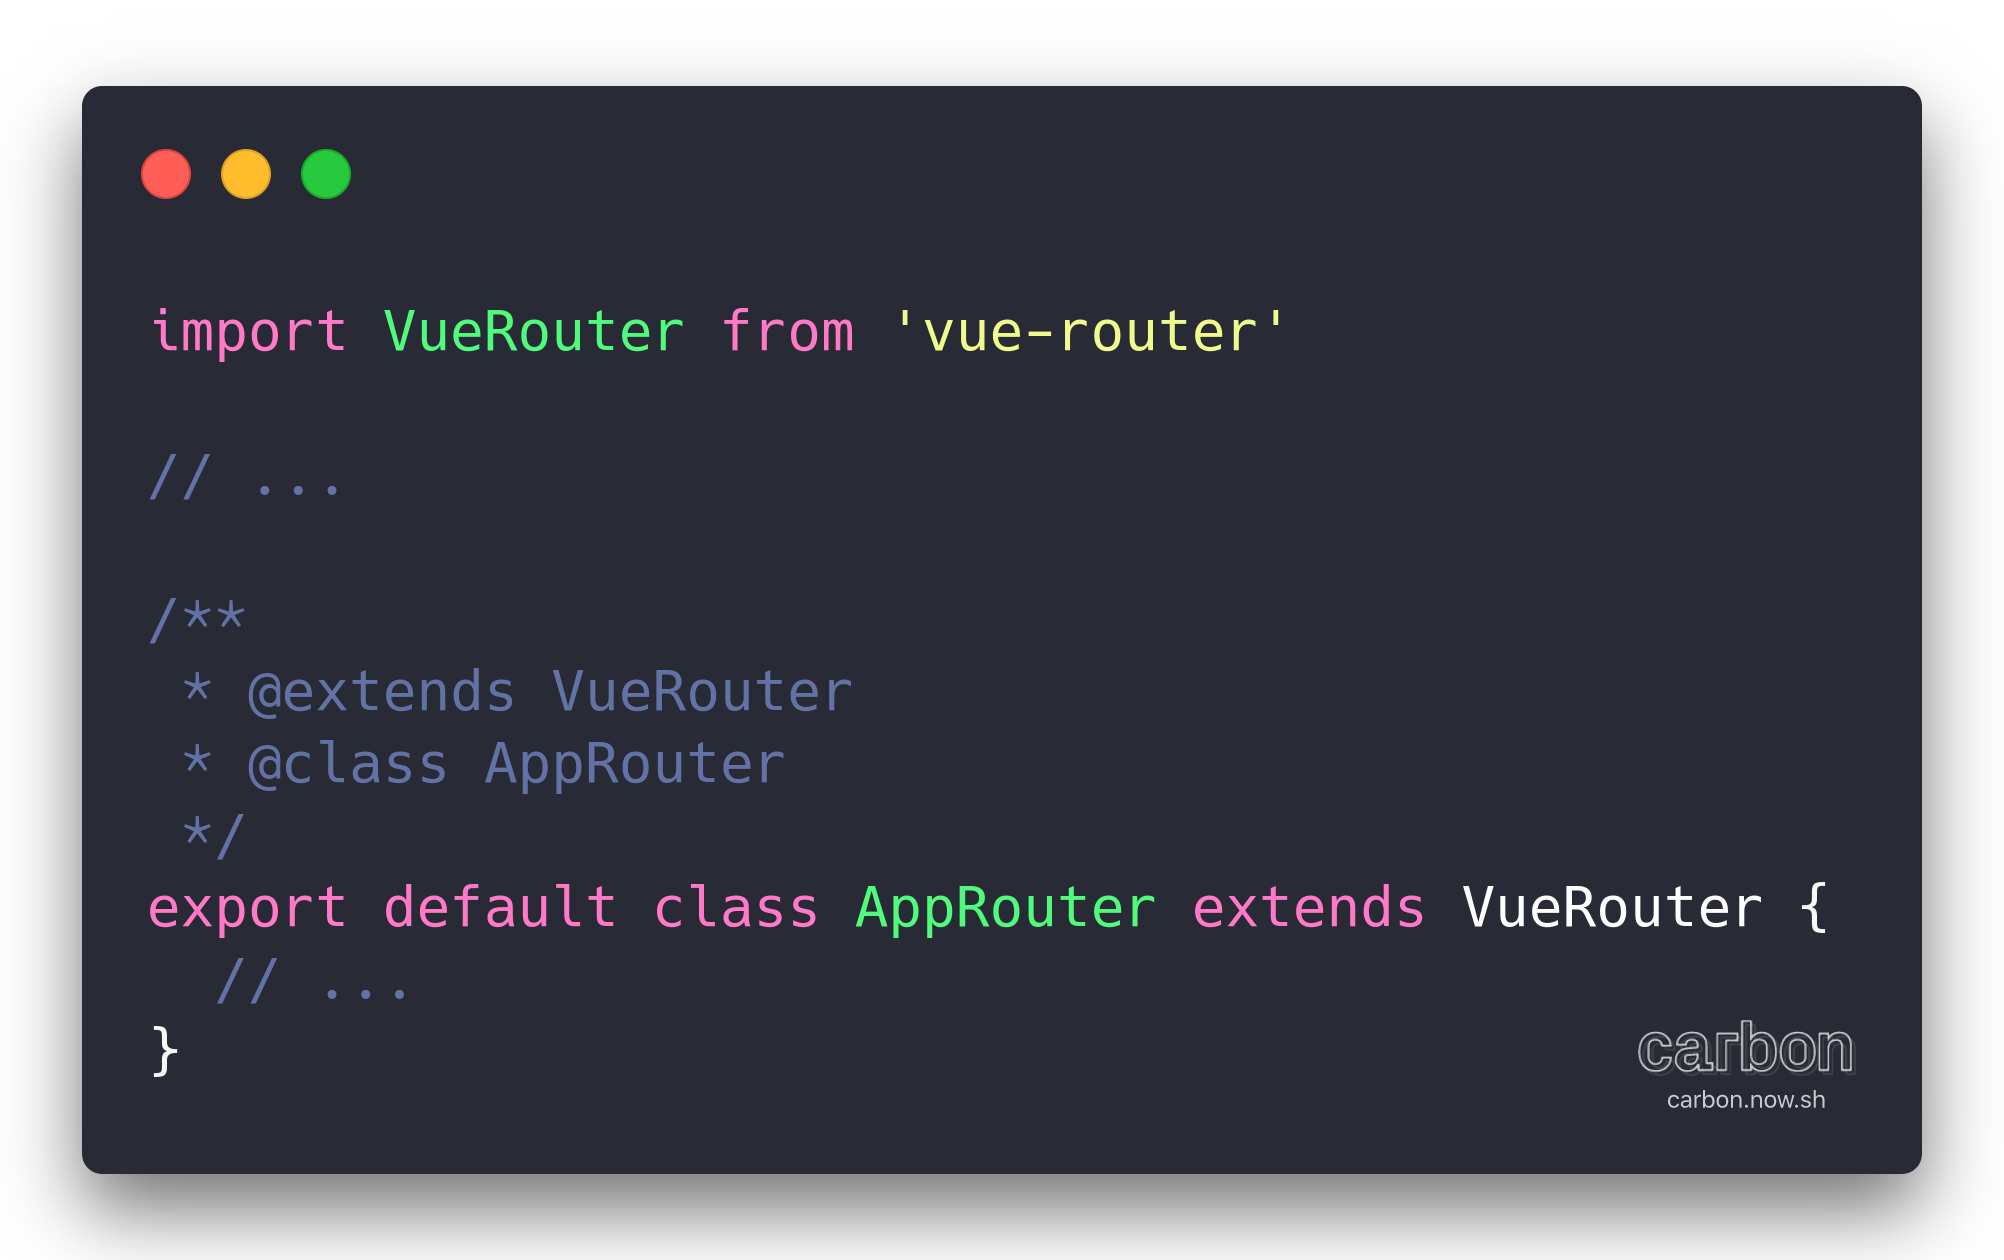 import VueRouter from 'vue-router'
// ...
/**
 * @extends VueRouter
 * @class AppRouter
 */
export default class AppRouter extends VueRouter {
  // ...
}
carbon
carbon.now.sh